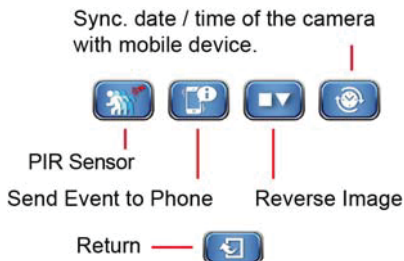 Sync. date / time of the camera
with mobile device.
PIR Sensor
Send Event to Phone
Reverse Image
Return